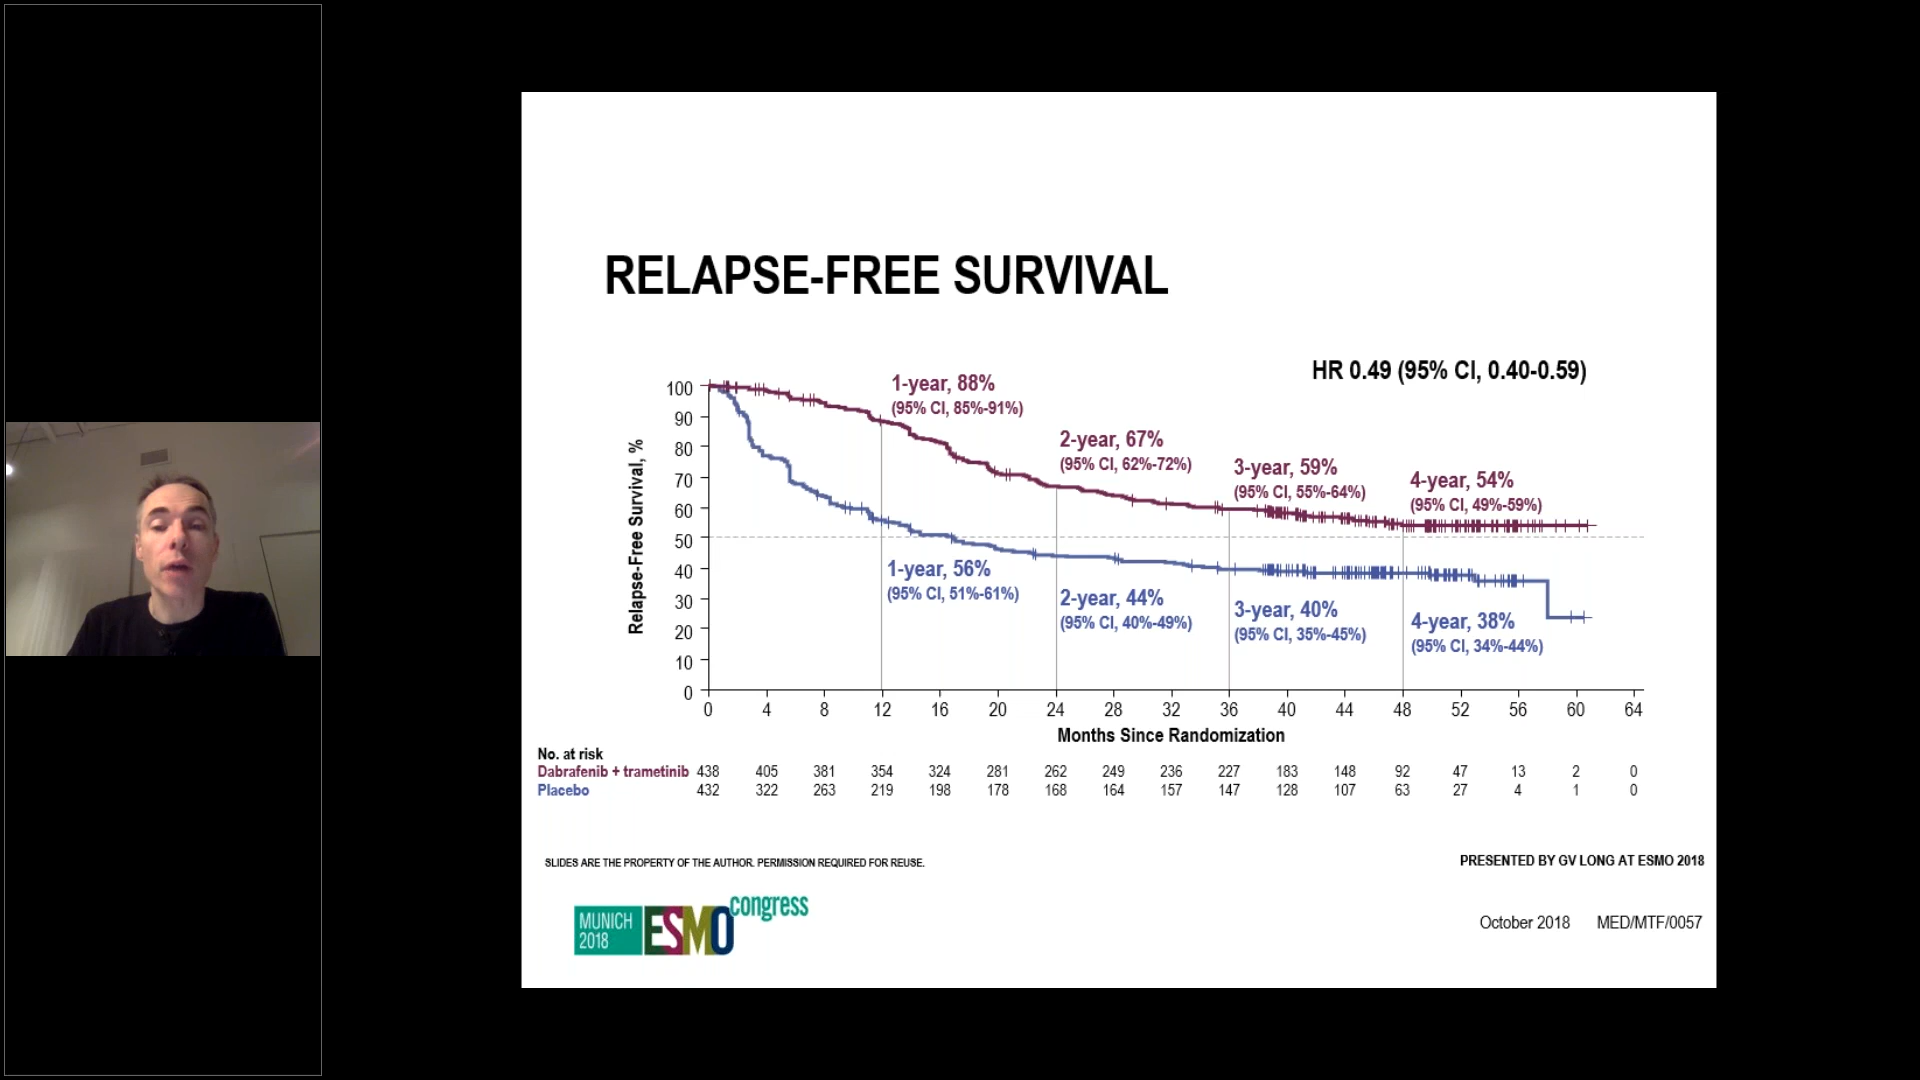 RELAPSE-FREE SURVIVAL
HR 0.49 (95% CI, 0.40-0.59)
Relapse-Free Survival, %
100
90
80
70
60
50
40
30
20
10
0
1-year, 88%
(95% CI, 85%-91%)
2-year, 67%
(95% CI, 62%-72%)
3-year, 59%
(95% CI, 55%-64%)
4-year, 54%
(95% CI, 49%-59%)
1-year, 56%
(95% CI, 51%-61%)
2-year, 44%
(95% CI, 40%-49%)
3-year, 40%
(95% CI, 35%-45%)
4-year, 38%
(95% CI, 34%-44%)
0 4 8 12 16 20 24 28 32 36 40 44 48 52 56 60 64
Months Since Randomization
No. at risk
Dabrafenib + trametinib 438 405 381 354 324 281 262 249 236 227 183 148 92 47 13 2 0
Placebo 432 322 263 219 198 178 168 164 157 147 128 107 63 27 4 1 0
SLIDES ARE THE PROPERTY OF THE AUTHOR. PERMISSION REQUIRED FOR REUSE.
PRESENTED BY GV LONG AT ESMO 2018
MUNICH
2018
ESMO congress
October 2018 MED/MTF/0057